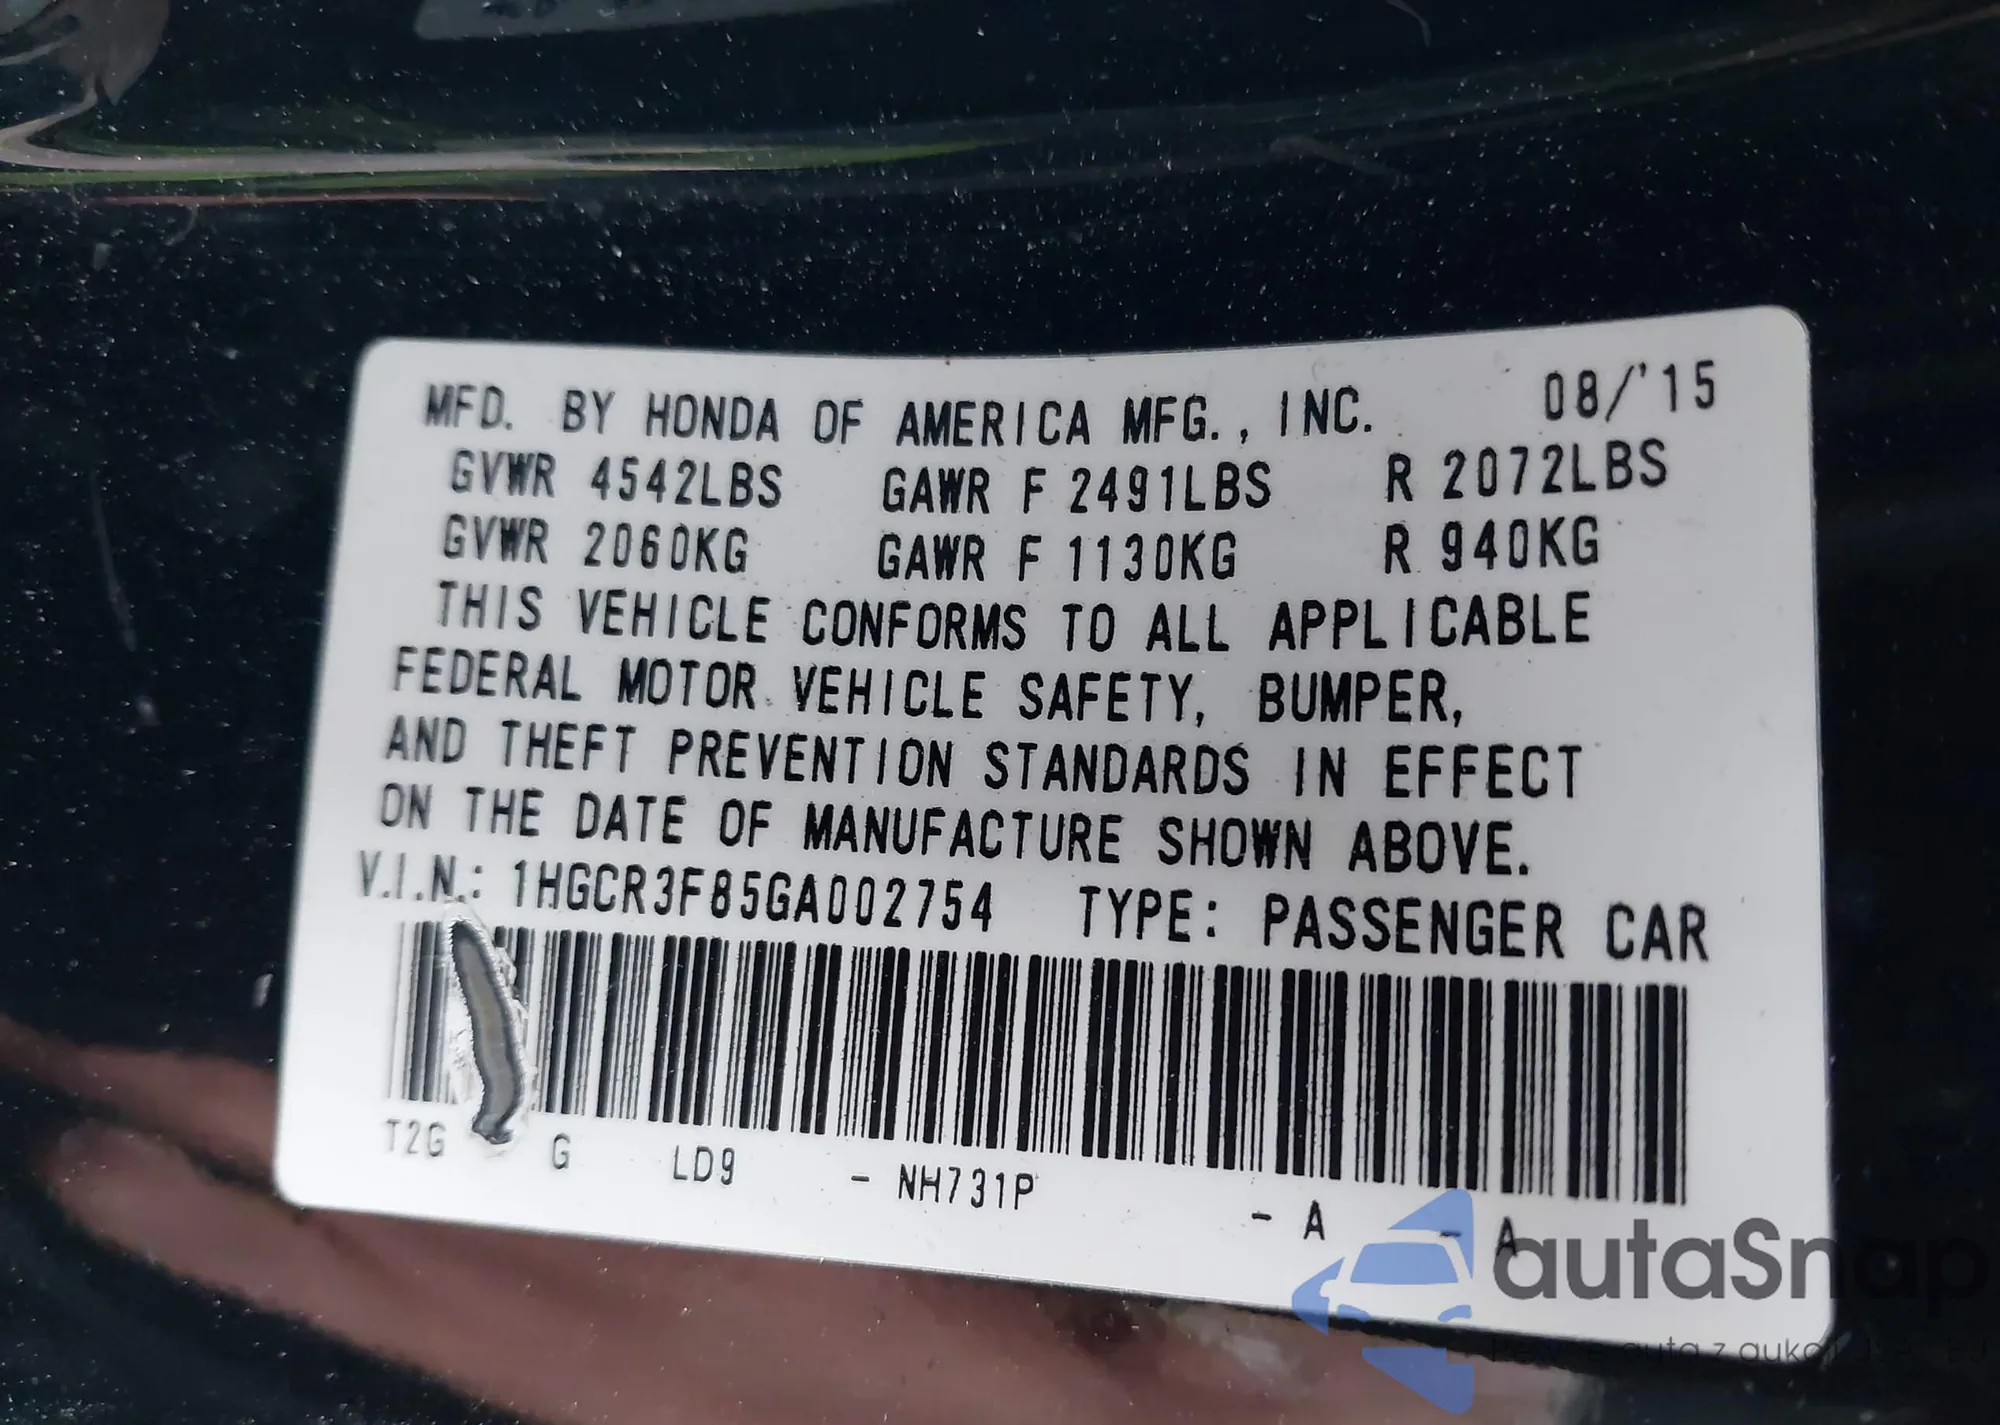 MFD. BY HONDA OF AMERICA MFG., INC. 08/'15
GVWR 4542LBS GAWR F 2491LBS R 2072LBS
GVWR 2060KG GAWR F 1130KG R 940KG
THIS VEHICLE CONFORMS TO ALL APPLICABLE
FEDERAL MOTOR VEHICLE SAFETY, BUMPER,
AND THEFT PREVENTION STANDARDS IN EFFECT
ON THE DATE OF MANUFACTURE SHOWN ABOVE.
V.I.N.: 1HGCR3F85GA002754 TYPE: PASSENGER CAR
T2G G LD9 - NH731P - A - A
autaSnap
auta z